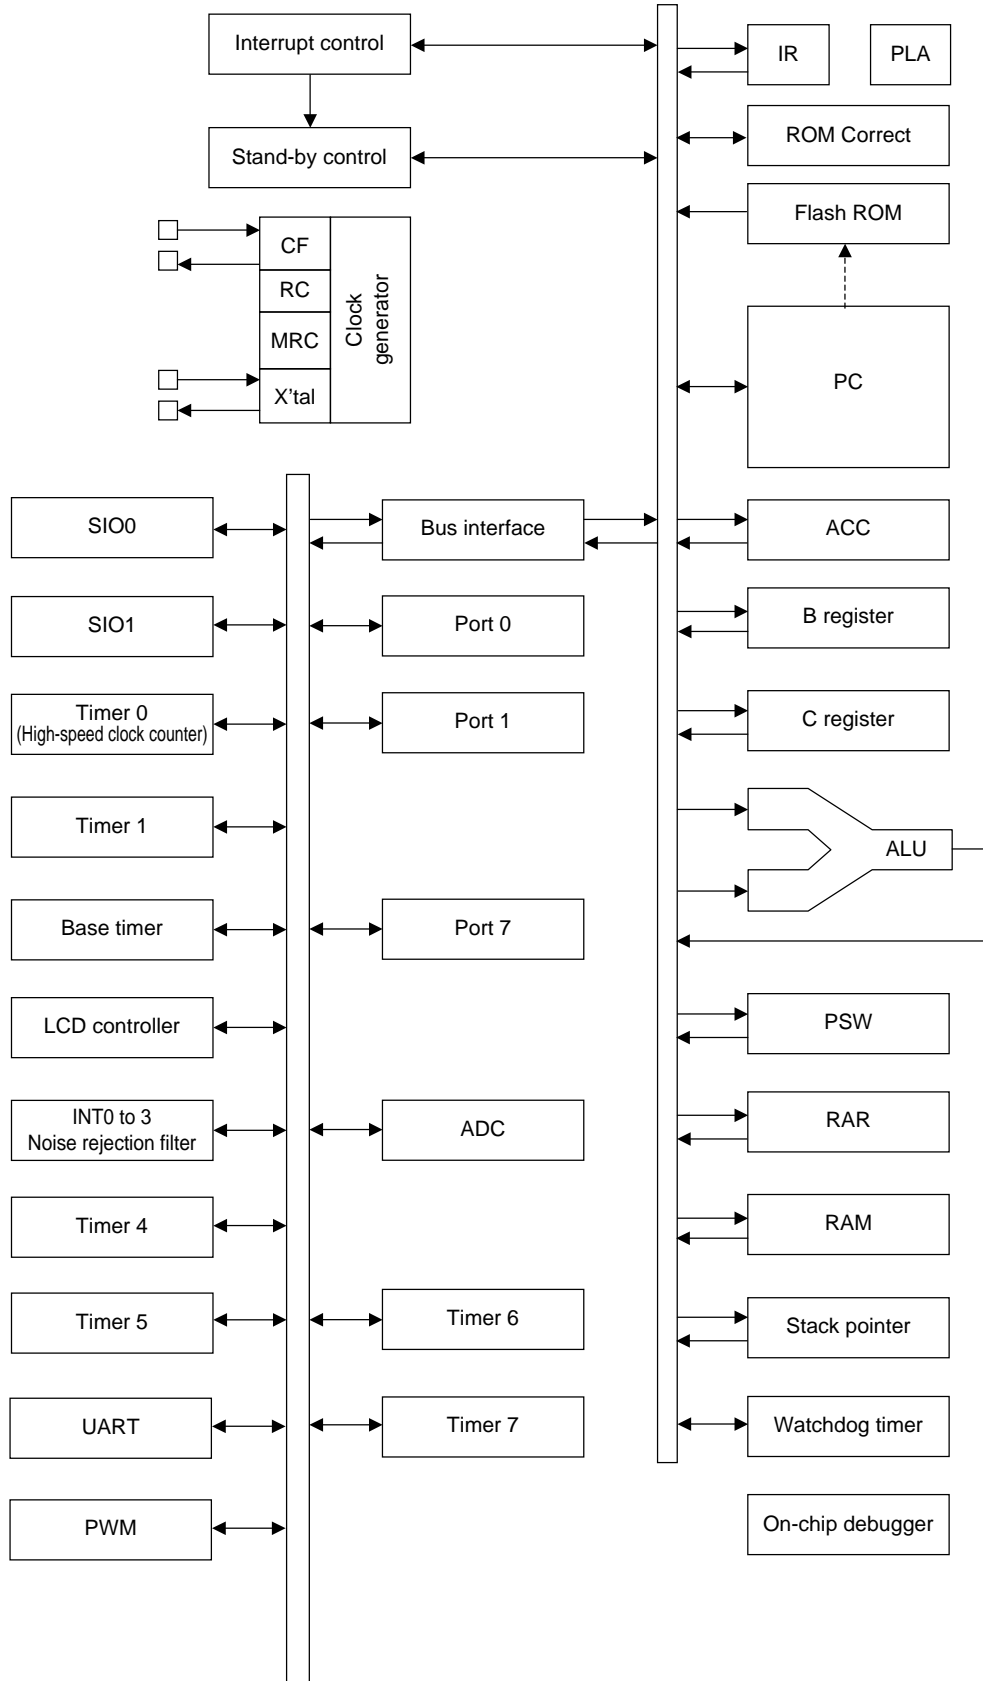 Interrupt control
IR
PLA
ROM Correct
Stand-by control
Flash ROM
CF
RC
MRC
X'tal
Clock
generator
PC
SIO0
Bus interface
ACC
SIO1
Port 0
B register
Timer 0
(High-speed clock counter)
Port 1
C register
Timer 1
ALU
Base timer
Port 7
LCD controller
PSW
INT0 to 3
Noise rejection filter
ADC
RAR
Timer 4
RAM
Timer 5
Timer 6
Stack pointer
UART
Timer 7
Watchdog timer
PWM
On-chip debugger